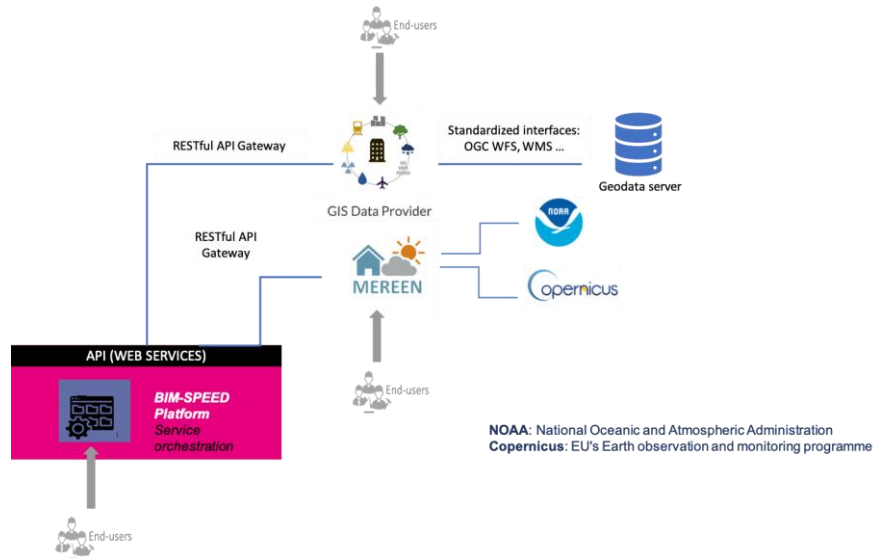 End-users
RESTful API Gateway
Standardized interfaces:
OGC WFS, WMS ...
Geodata server
GIS Data Provider
NOAA
RESTful API
Gateway
MEREEN
Copernicus
API (WEB SERVICES)
BIM-SPEED
Platform
Service
orchestration
End-users
NOAA: National Oceanic and Atmospheric Administration
Copernicus: EU's Earth observation and monitoring programme
End-users